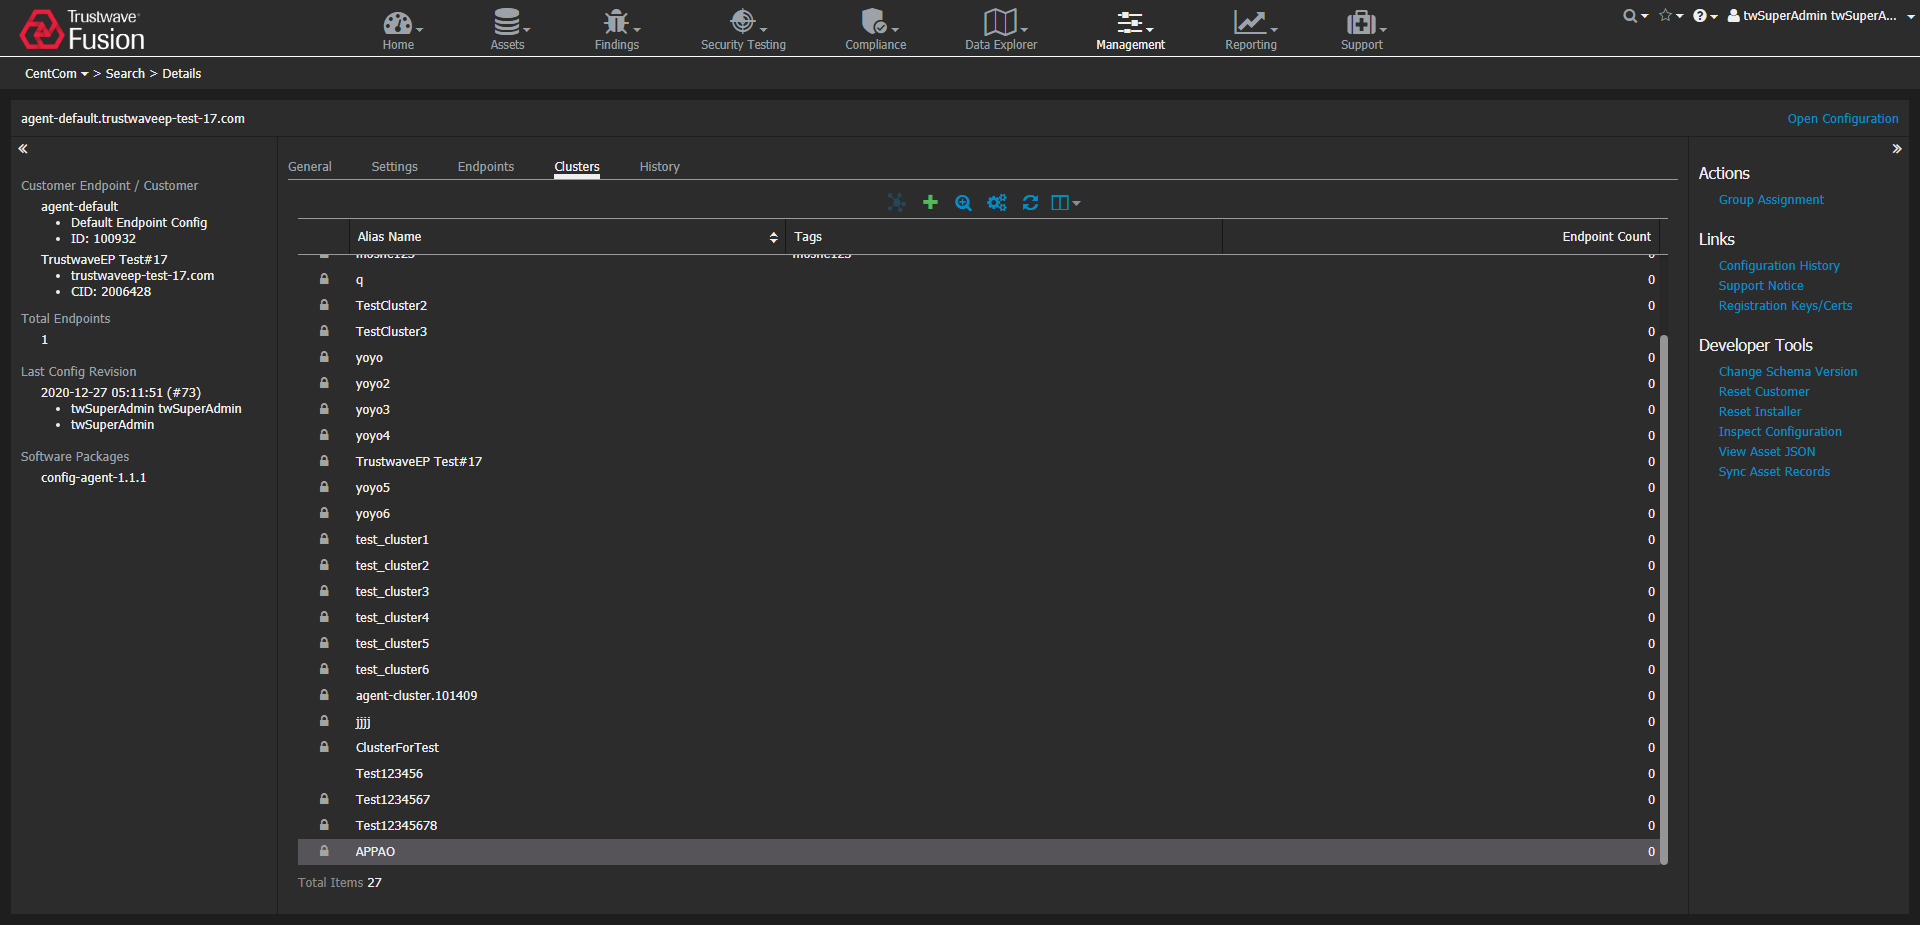 Trustwave®
Fusion
Home
Assets
Findings
Security Testing
Compliance
Data Explorer
Management
Reporting
Support
twSuperAdmin twSuperA...
CentCom > Search > Details
agent-default.trustwaveep-test-17.com
Open Configuration
Customer Endpoint / Customer
agent-default
• Default Endpoint Config
• ID: 100932
TrustwaveEP Test#17
• trustwaveep-test-17.com
• CID: 2006428
Total Endpoints
1
Last Config Revision
2020-12-27 05:11:51 (#73)
• twSuperAdmin twSuperAdmin
• twSuperAdmin
Software Packages
config-agent-1.1.1
General Settings Endpoints Clusters History
Alias Name Tags Endpoint Count
moshe123 moshe123 0
q 0
TestCluster2 0
TestCluster3 0
yoyo 0
yoyo2 0
yoyo3 0
yoyo4 0
TrustwaveEP Test#17 0
yoyo5 0
yoyo6 0
test_cluster1 0
test_cluster2 0
test_cluster3 0
test_cluster4 0
test_cluster5 0
test_cluster6 0
agent-cluster.101409 0
jjjj 0
ClusterForTest 0
Test123456 0
Test1234567 0
Test12345678 0
APPAO 0
Total Items 27
Actions
Group Assignment
Links
Configuration History
Support Notice
Registration Keys/Certs
Developer Tools
Change Schema Version
Reset Customer
Reset Installer
Inspect Configuration
View Asset JSON
Sync Asset Records